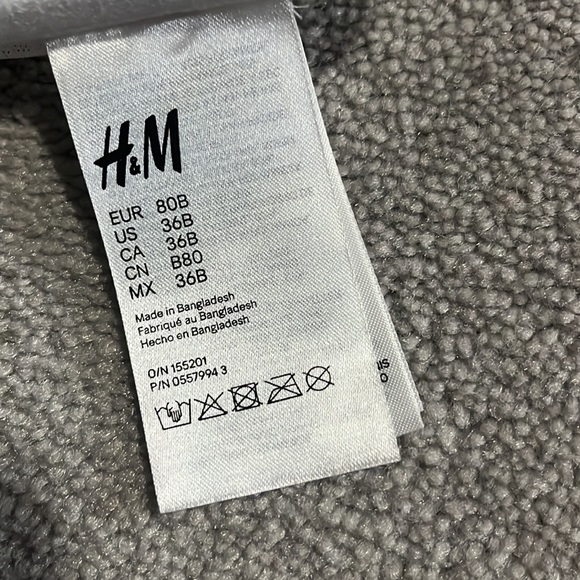 H&M
EUR 80B
US 36B
CA 36B
CN B80
MX 36B
Made in Bangladesh
Fabriqué au Bangladesh
Hecho en Bangladesh
O/N 155201
P/N 0557994 3